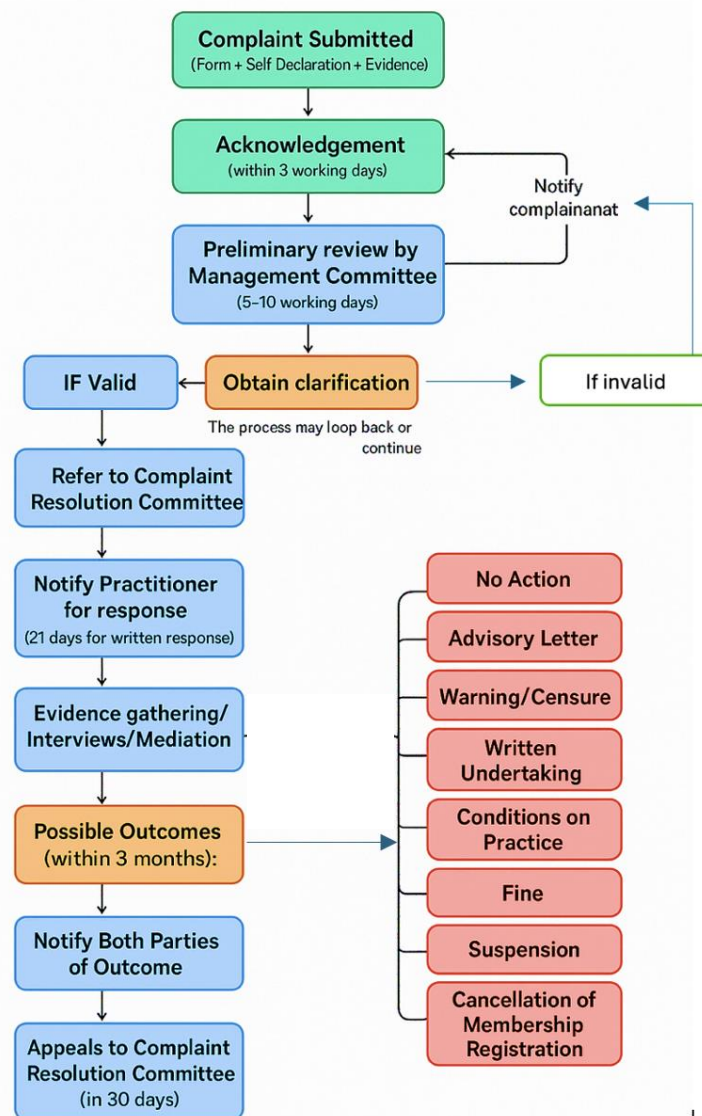 Complaint Submitted
(Form + Self Declaration + Evidence)
Acknowledgement
(within 3 working days)
Notify
complainanat
Preliminary review by
Management Committee
(5–10 working days)
IF Valid
Obtain clarification
If invalid
The process may loop back or
continue
Refer to Complaint
Resolution Committee
Notify Practitioner
for response
(21 days for written response)
Evidence gathering/
Interviews/Mediation
Possible Outcomes
(within 3 months):
Notify Both Parties
of Outcome
Appeals to Complaint
Resolution Committee
(in 30 days)
No Action
Advisory Letter
Warning/Censure
Written
Undertaking
Conditions on
Practice
Fine
Suspension
Cancellation of
Membership
Registration